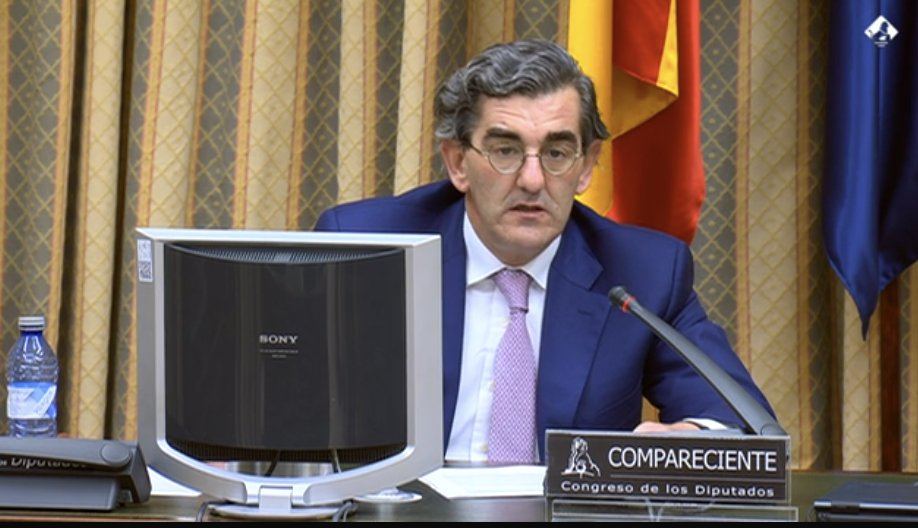 SONY
Diputados
COMPARECIENTE
Congreso de los Diputados